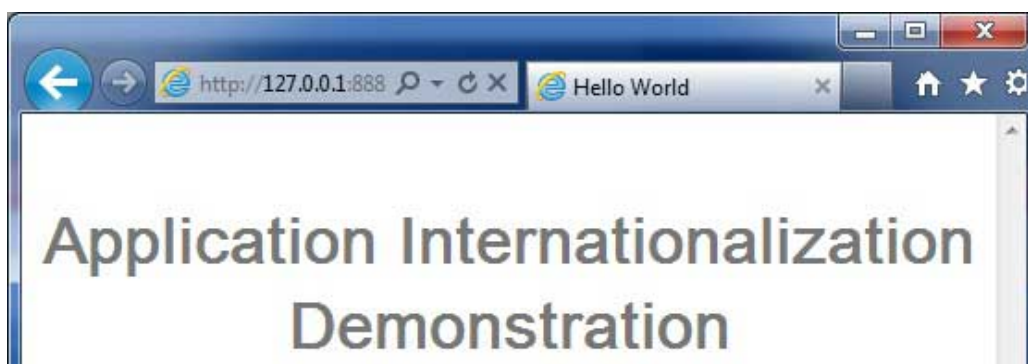 http://127.0.0.1:888
Hello World
Application Internationalization
Demonstration